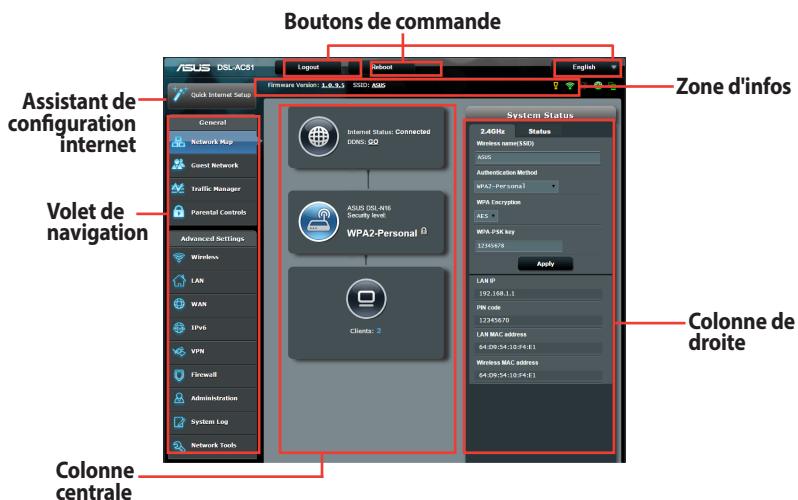 Boutons de commande
ASUS DSL-AC51
Logout
Reboot
English
Quick Internet Setup
Firmware Version: 1.0.9.5 SSID: ASUS
Zone d'infos
Assistant de
configuration
internet
General
Network Map
Guest Network
Traffic Manager
Parental Controls
Volet de
navigation
Advanced Settings
Wireless
LAN
WAN
IPv6
VPN
Firewall
Administration
System Log
Network Tools
Internet Status: Connected
DDNS: GO
ASUS DSL-N16
Security level:
WPA2-Personal
Clients: 2
System Status
2.4GHz Status
Wireless name(SSID)
ASUS
Authentication Method
WPA2-Personal
WPA Encryption
AES
WPA-PSK key
12345678
Apply
LAN IP
192.168.1.1
PIN code
12345670
LAN MAC address
64:D9:54:10:F4:E1
Wireless MAC address
64:D9:54:10:F4:E1
Colonne de
droite
Colonne
centrale